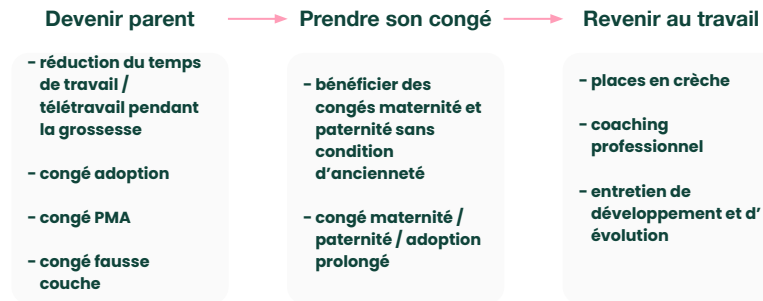 Devenir parent
Prendre son congé
Revenir au travail
- réduction du temps
de travail /
télétravail pendant
la grossesse
- congé adoption
- congé PMA
- congé fausse
couche
- bénéficier des
congés maternité et
paternité sans
condition
d'ancienneté
- congé maternité /
paternité / adoption
prolongé
- places en crèche
- coaching
professionnel
- entretien de
développement et d'
évolution